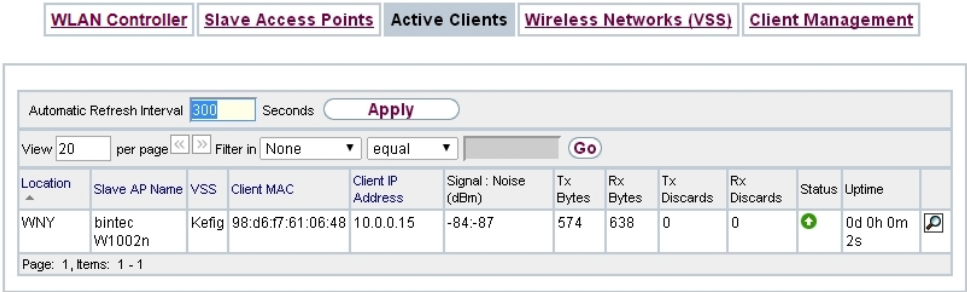 WLAN Controller Slave Access Points Active Clients Wireless Networks (VSS) Client Management
Automatic Refresh Interval 300 Seconds Apply
View 20 per page << >> Filter in None equal Go
Location Slave AP Name VSS Client MAC Client IP Address Signal : Noise (dBm) Tx Bytes Rx Bytes Tx Discards Rx Discards Status Uptime
WNY bintec W1002n Kefig 98:d6:f7:61:06:48 10.0.0.15 -84:-87 574 638 0 0 0d 0h 0m 2s
Page: 1, Items: 1 - 1